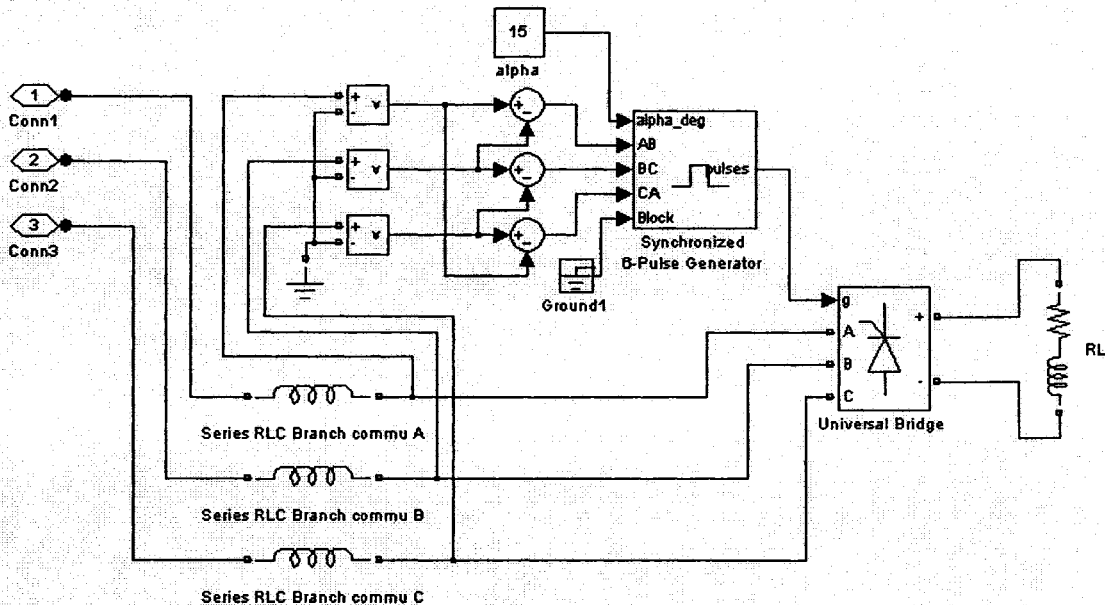 15
alpha
1
Conn1
2
Conn2
3
Conn3
+
-
v
+
-
v
+
-
v
+
-
+
-
+
-
alpha_deg
AB
BC
CA
Block
pulses
Synchronized
6-Pulse Generator
Ground1
g
A
B
C
+
-
Universal Bridge
RL
Series RLC Branch commu A
Series RLC Branch commu B
Series RLC Branch commu C